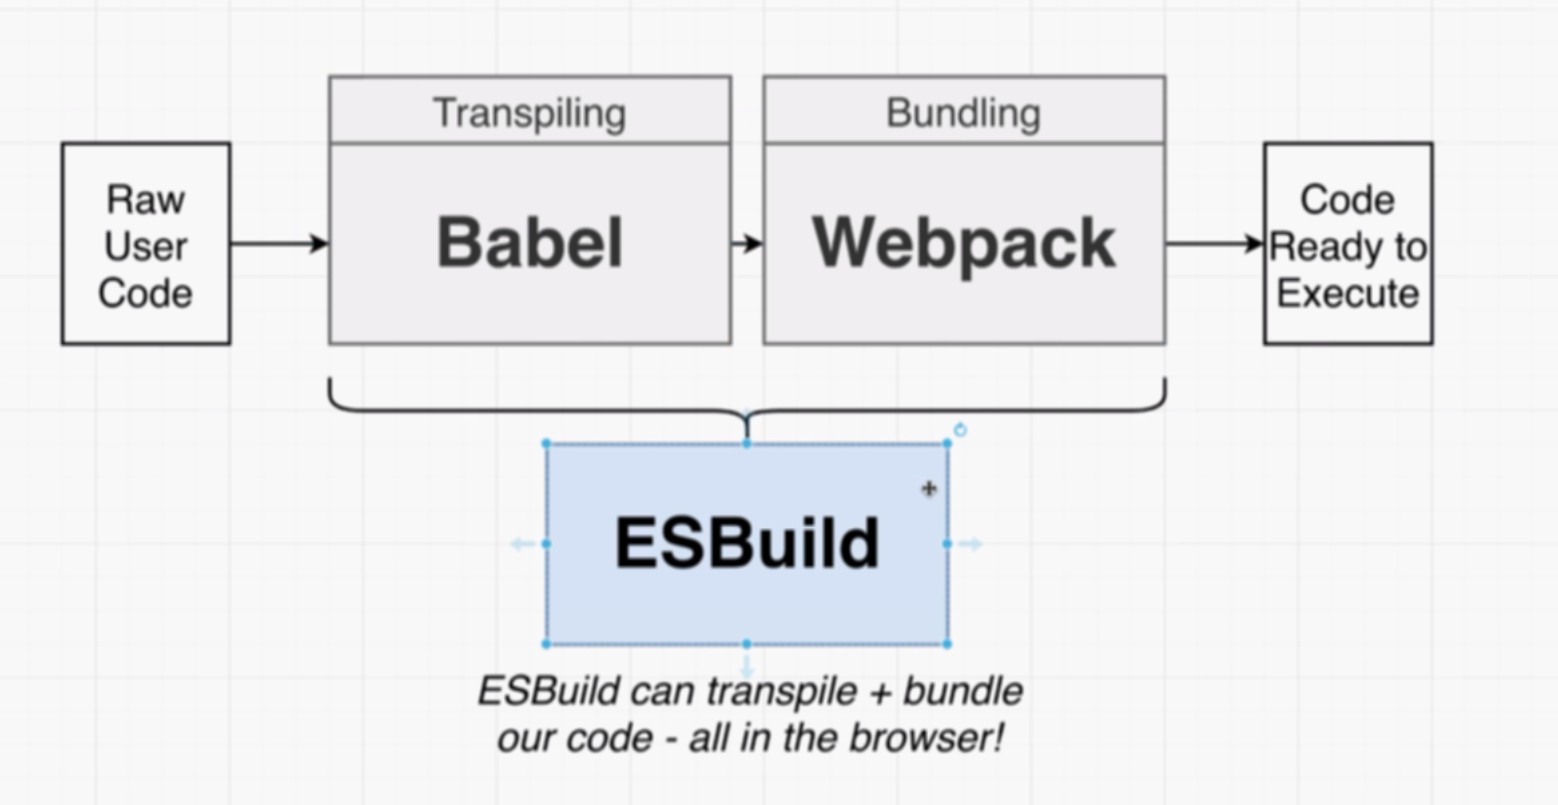 Transpiling
Bundling
Raw
User
Code
Babel
Webpack
Code
Ready to
Execute
ESBuild
ESBuild can transpile + bundle
our code - all in the browser!